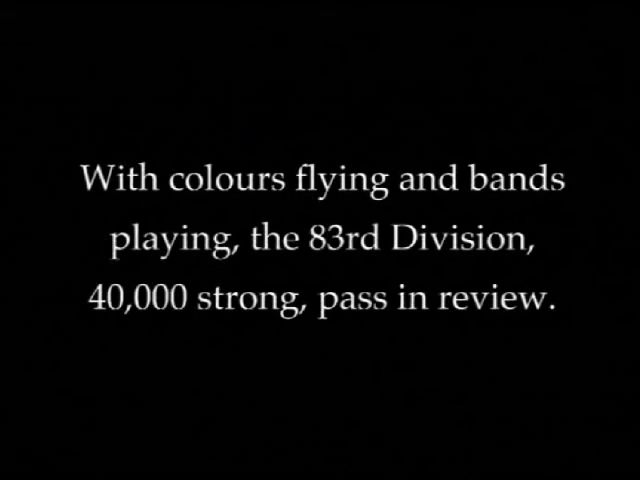 With colours flying and bands
playing, the 83rd Division,
40,000 strong, pass in review.